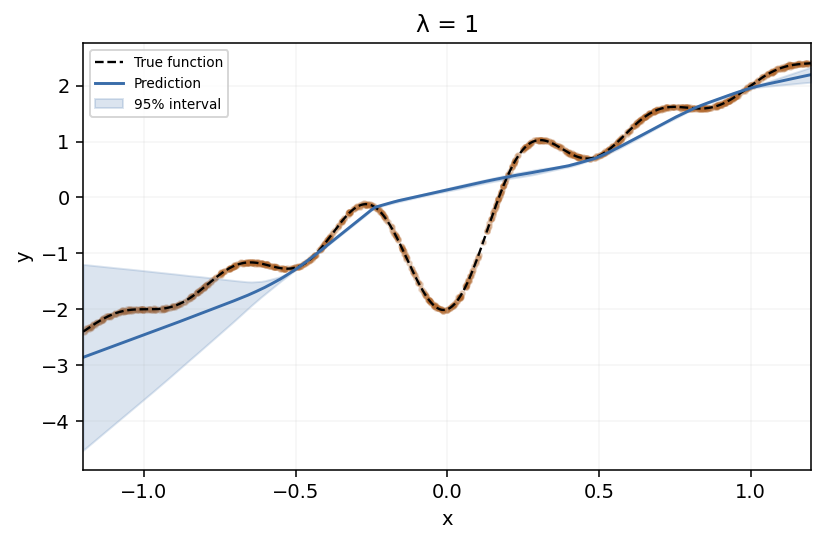 λ = 1
True function
Prediction
95% interval
y
2
1
0
−1
−2
−3
−4
−1.0 −0.5 0.0 0.5 1.0
x